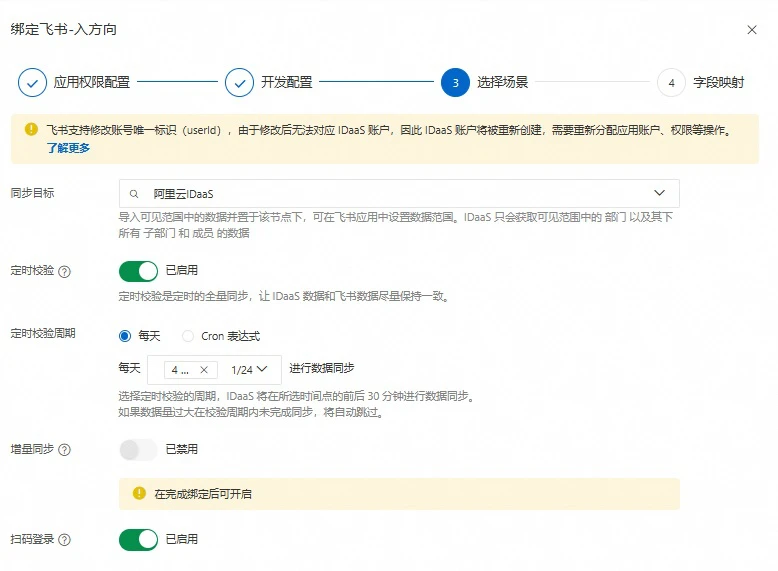 绑定飞书-入方向
应用权限配置 开发配置 3 选择场景 4 字段映射
飞书支持修改账号唯一标识（userId），由于修改后无法对应 IDaaS 账户，因此 IDaaS 账户将被重新创建，需要重新分配应用账户、权限等操作。
了解更多
同步目标 阿里云IDaaS
导入可见范围中的数据并置于该节点下，可在飞书应用中设置数据范围。IDaaS 只会获取可见范围中的 部门 以及其下
所有 子部门 和 成员 的数据
定时校验 已启用
定时校验是定时的全量同步，让 IDaaS 数据和飞书数据尽量保持一致。
定时校验周期 每天 Cron 表达式
每天 4 ... 1/24 进行数据同步
选择定时校验的周期，IDaaS 将在所选时间点的前后 30 分钟进行数据同步。
如果数据量过大在校验周期内未完成同步，将自动跳过。
增量同步 已禁用
在完成绑定后可开启
扫码登录 已启用